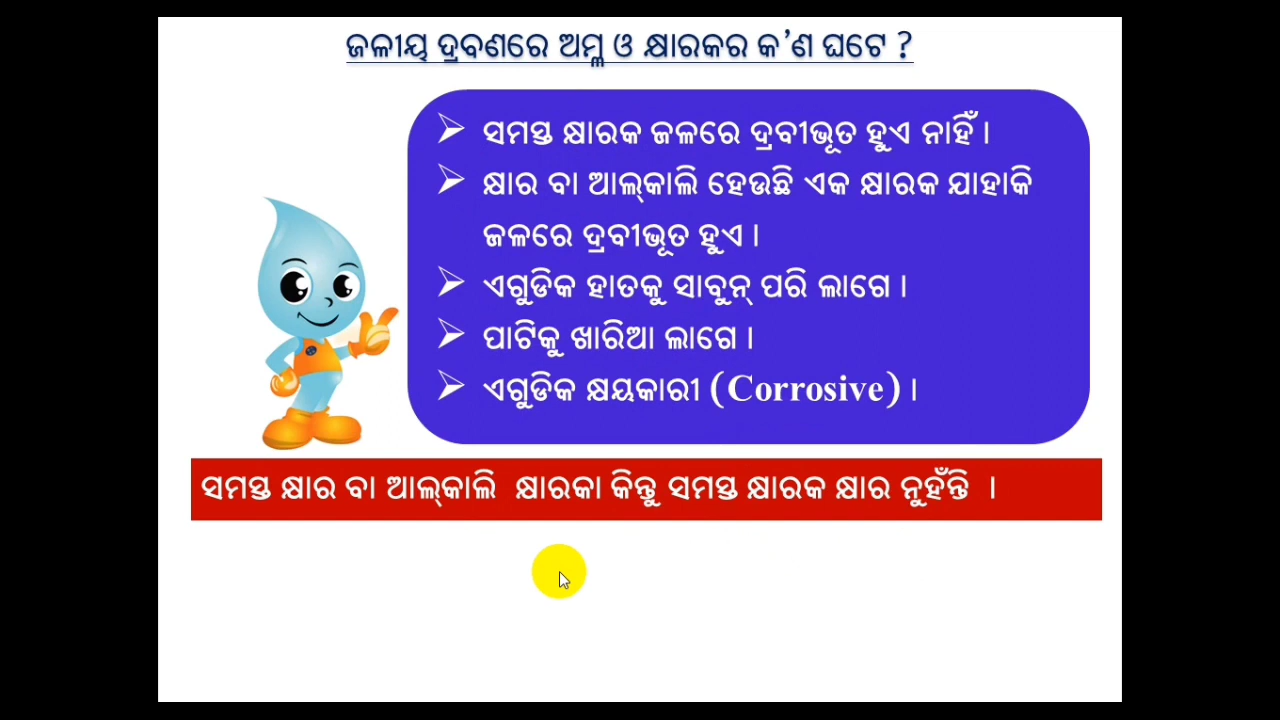 ଜଳୀୟ ଦ୍ରବଣରେ ଅମ୍ଳ ଓ କ୍ଷାରକର କ'ଣ ଘଟେ ?
➢ ସମସ୍ତ କ୍ଷାରକ ଜଳରେ ଦ୍ରବୀଭୂତ ହୁଏ ନାହିଁ ।
➢ କ୍ଷାର ବା ଆଲ୍‌କାଲି ହେଉଛି ଏକ କ୍ଷାରକ ଯାହାକି
ଜଳରେ ଦ୍ରବୀଭୂତ ହୁଏ ।
➢ ଏଗୁଡିକ ହାତକୁ ସାବୁନ୍ ପରି ଲାଗେ ।
➢ ପାଟିକୁ ଖାରିଆ ଲାଗେ ।
➢ ଏଗୁଡିକ କ୍ଷୟକାରୀ (Corrosive) ।
ସମସ୍ତ କ୍ଷାର ବା ଆଲ୍‌କାଲି କ୍ଷାରକା କିନ୍ତୁ ସମସ୍ତ କ୍ଷାରକ କ୍ଷାର ନୁହଁନ୍ତି ।